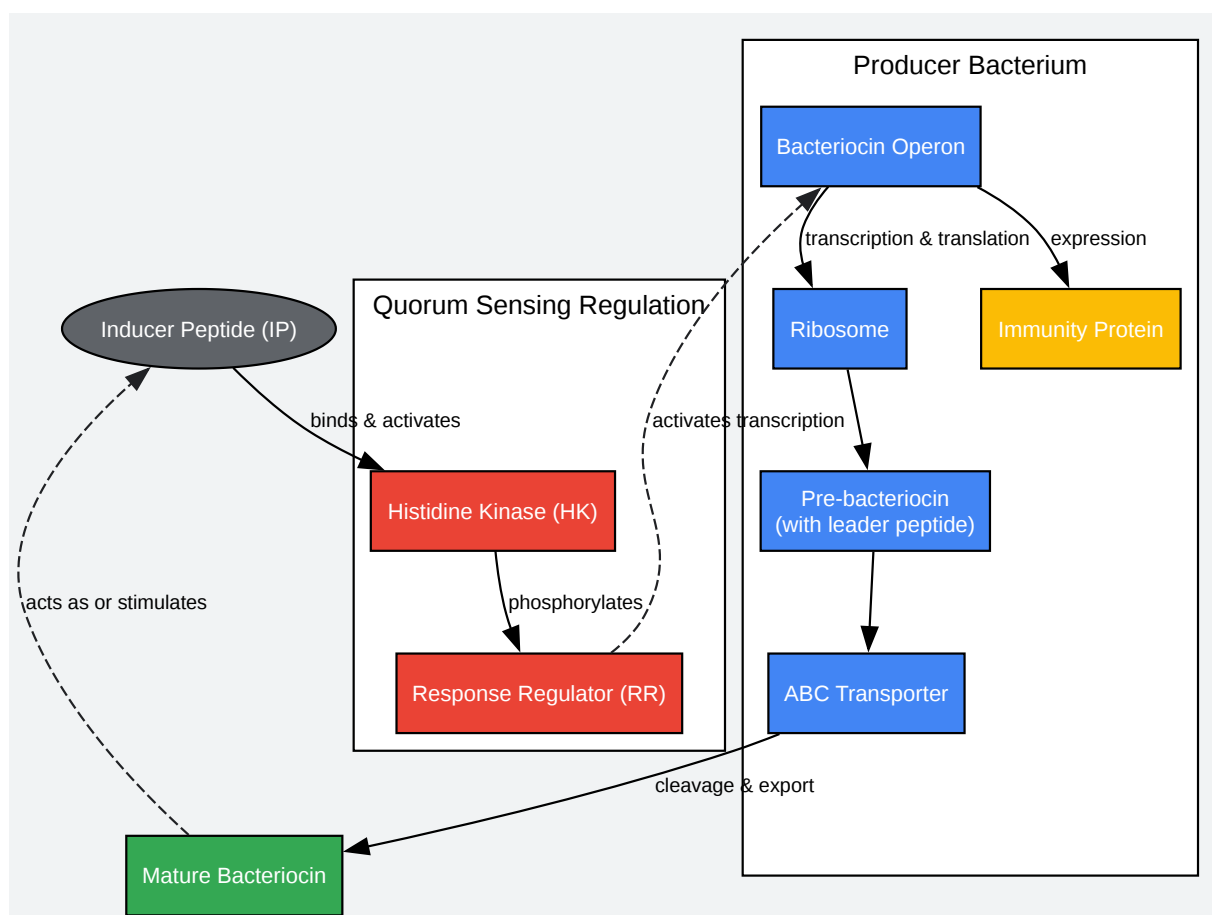 Producer Bacterium
Bacteriocin Operon
transcription & translation
expression
Quorum Sensing Regulation
Inducer Peptide (IP)
Ribosome
Immunity Protein
binds & activates
activates transcription
Histidine Kinase (HK)
Pre-bacteriocin
(with leader peptide)
acts as or stimulates
phosphorylates
Response Regulator (RR)
ABC Transporter
cleavage & export
Mature Bacteriocin